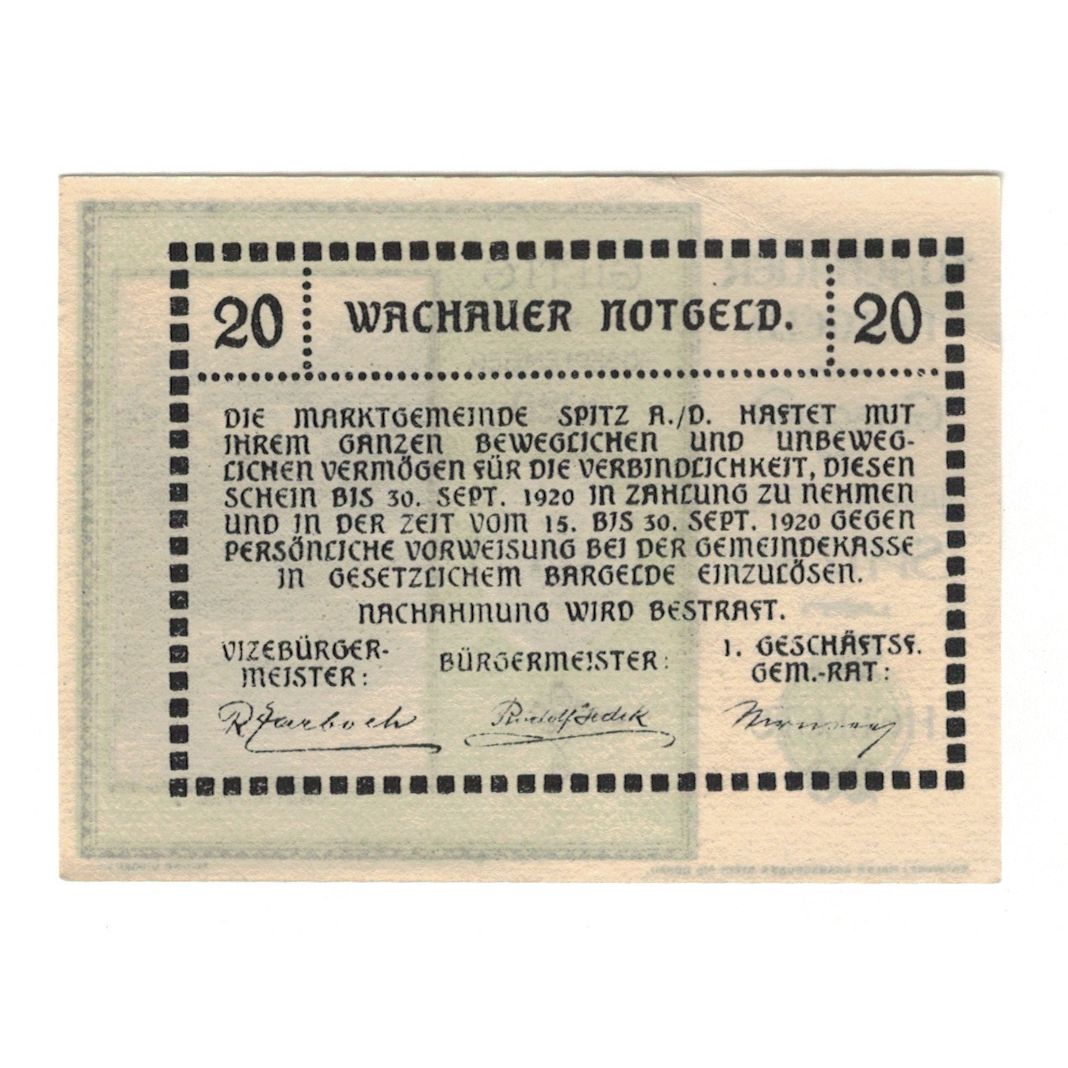 20 WACHAUER NOTGELD. 20
DIE MARKTGEMEINDE SPITZ A./D. HAFTET MIT
IHREM GANZEN BEWEGLICHEN UND UNBEWEG-
LICHEN VERMÖGEN FÜR DIE VERBINDLICHKEIT, DIESEN
SCHEIN BIS 30. SEPT. 1920 IN ZAHLUNG ZU NEHMEN
UND IN DER ZEIT VOM 15. BIS 30. SEPT. 1920 GEGEN
PERSÖNLICHE VORWEISUNG BEI DER GEMEINDEKASSE
IN GESETZLICHEM BARGELDE EINZULÖSEN.
NACHAHMUNG WIRD BESTRAFT.
VIZEBÜRGER-
MEISTER:
BÜRGERMEISTER:
1. GESCHÄFTSF.
GEM.-RAT:
Rudolf